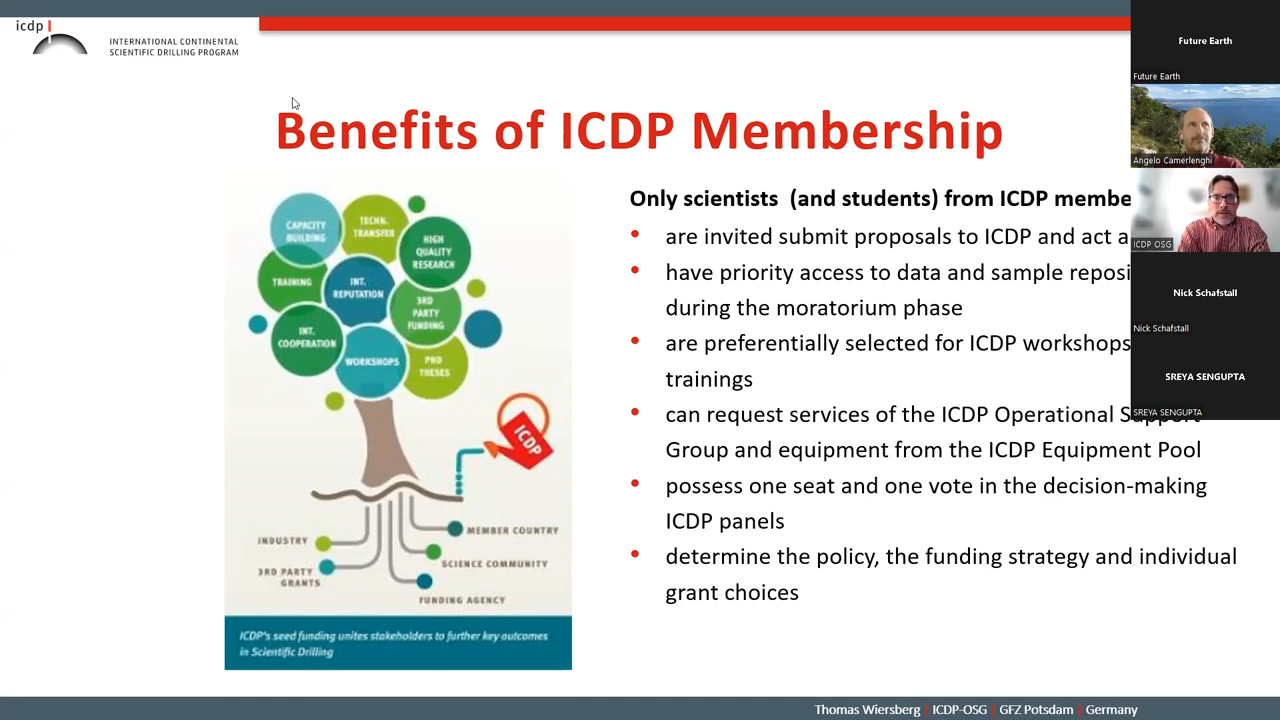 icdp
INTERNATIONAL CONTINENTAL
SCIENTIFIC DRILLING PROGRAM
Benefits of ICDP Membership
CAPACITY
BUILDING
TECHN.
TRANSFER
HIGH
QUALITY
RESEARCH
TRAINING
INT.
REPUTATION
3RD
PARTY
FUNDING
INT.
COOPERATION
WORKSHOPS
PHD
THESES
ICDP
INDUSTRY
MEMBER COUNTRY
3RD PARTY
GRANTS
SCIENCE COMMUNITY
FUNDING AGENCY
ICDP's seed funding unites stakeholders to further key outcomes
in Scientific Drilling
Only scientists (and students) from ICDP
are invited submit proposals to ICDP and act
have priority access to data and sample
during the moratorium phase
are preferentially selected for ICDP workshops
trainings
can request services of the ICDP Operational Support
Group and equipment from the ICDP Equipment Pool
possess one seat and one vote in the decision-making
ICDP panels
determine the policy, the funding strategy and individual
grant choices
Future Earth
Future Earth
Angelo Camerlenghi
ICDP OSG
Nick Schafstall
Nick Schafstall
SREYA SENGUPTA
SREYA SENGUPTA
Thomas Wiersberg | ICDP-OSG | GFZ Potsdam | Germany